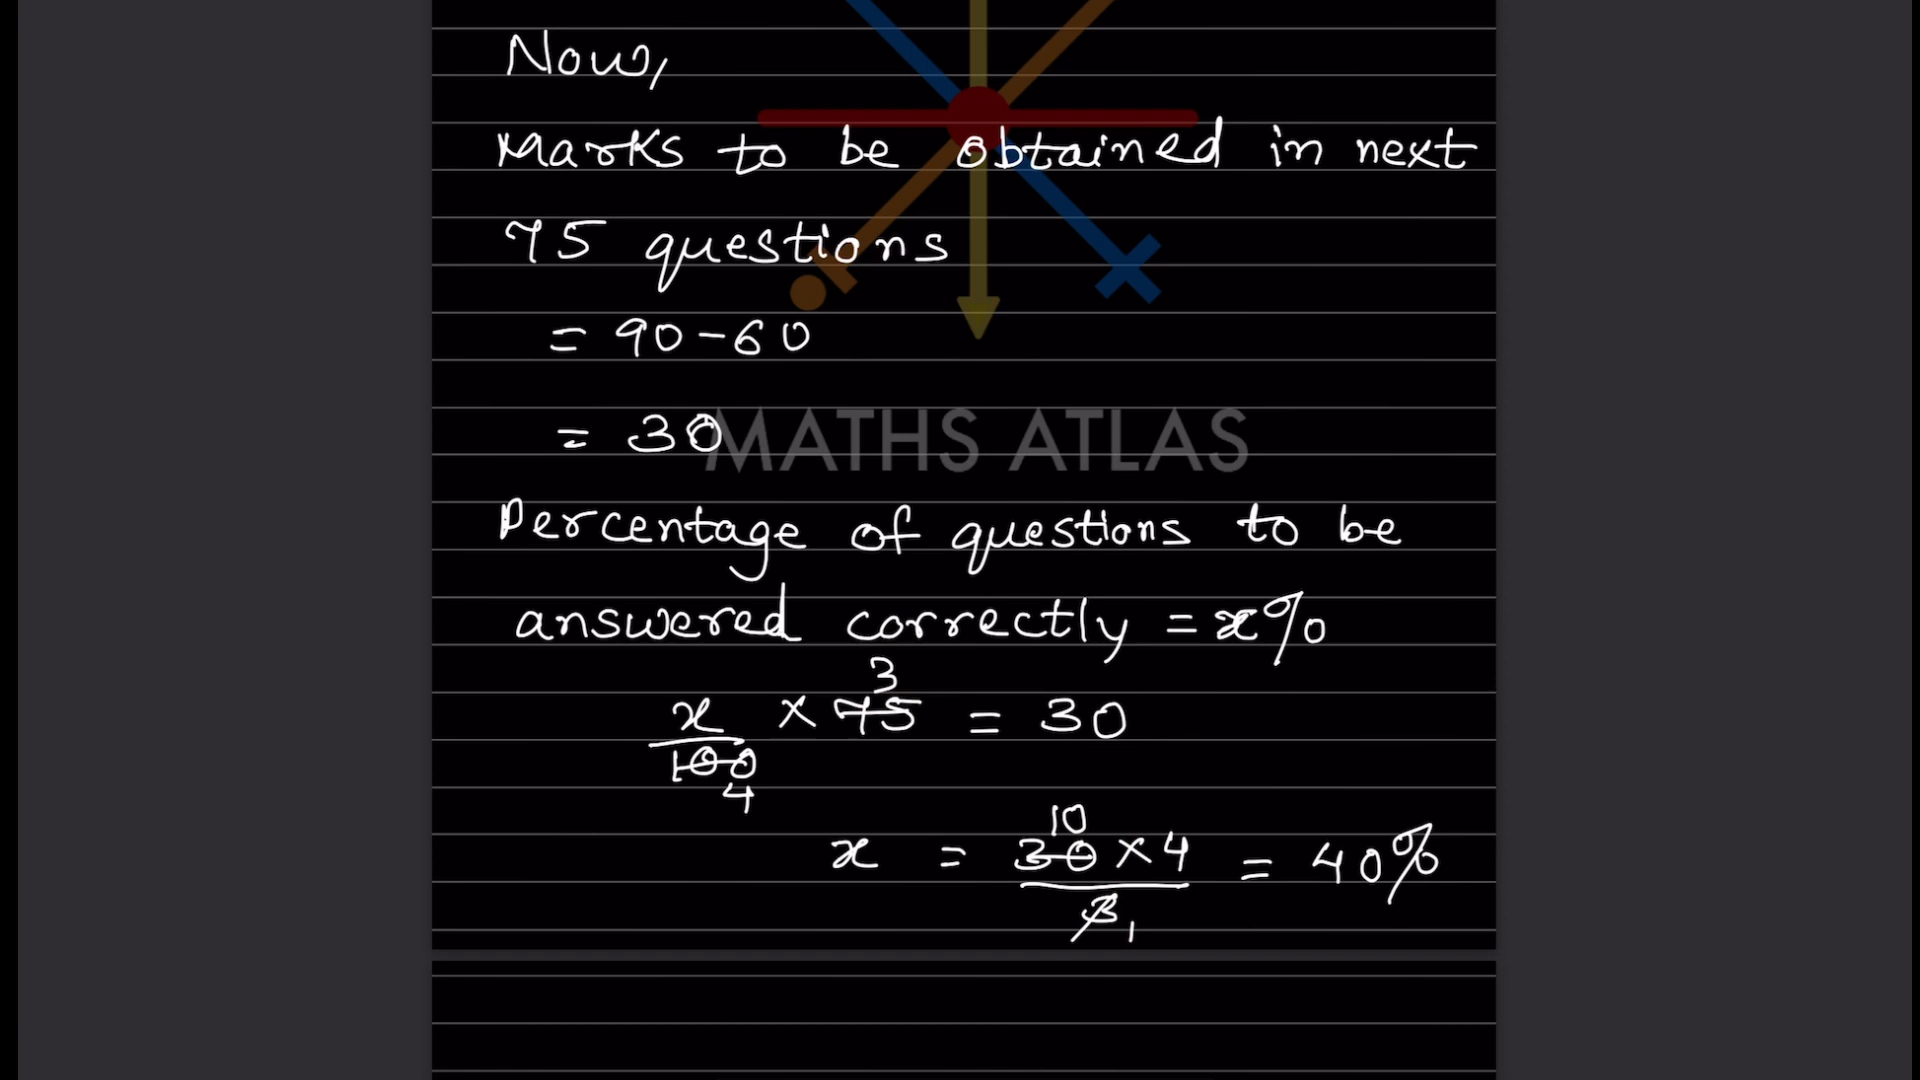 Now,
Marks to be obtained in next
75 questions
= 90 - 60
= 30
MATHS ATLAS
Percentage of questions to be
answered correctly = x%
3
x × 75 = 30
100
4
10
x = 30 × 4 = 40%
3 1